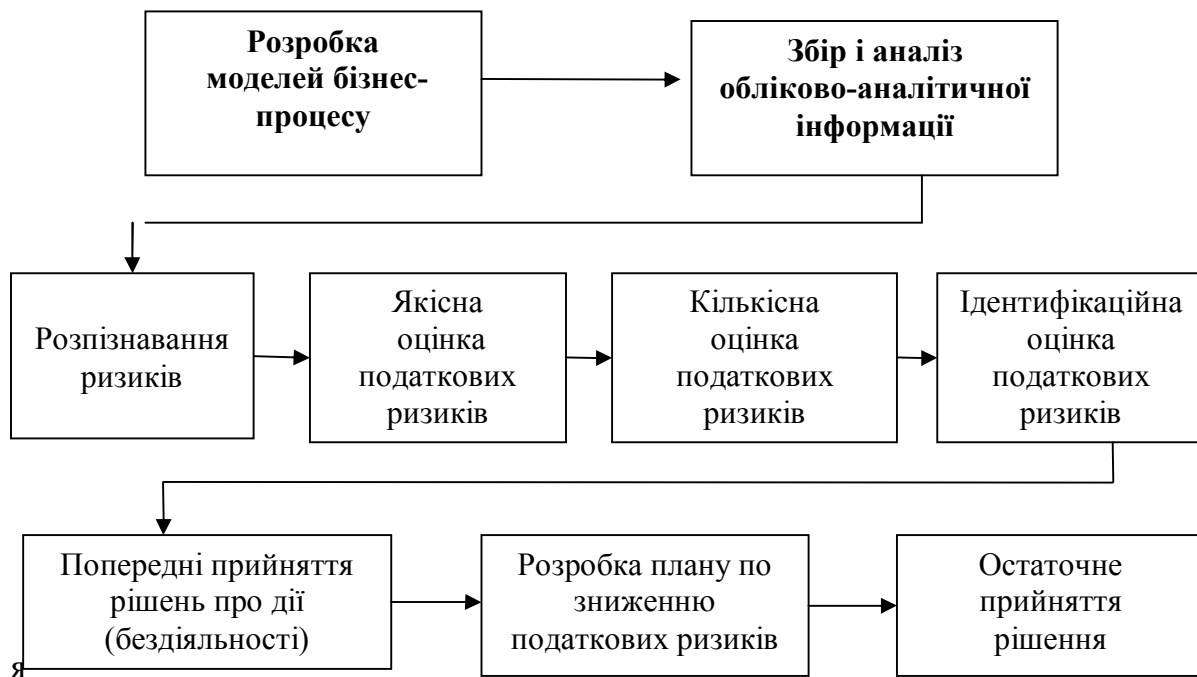 Розробка
моделей бізнес-
процесу
Збір і аналіз
обліково-аналітичної
інформації
Розпізнавання
ризиків
Якісна
оцінка
податкових
ризиків
Кількісна
оцінка
податкових
ризиків
Ідентифікаційна
оцінка
податкових
ризиків
Попередні прийняття
рішень про дії
(бездіяльності)
Розробка плану по
зниженню
податкових ризиків
Остаточне
прийняття
рішення
я